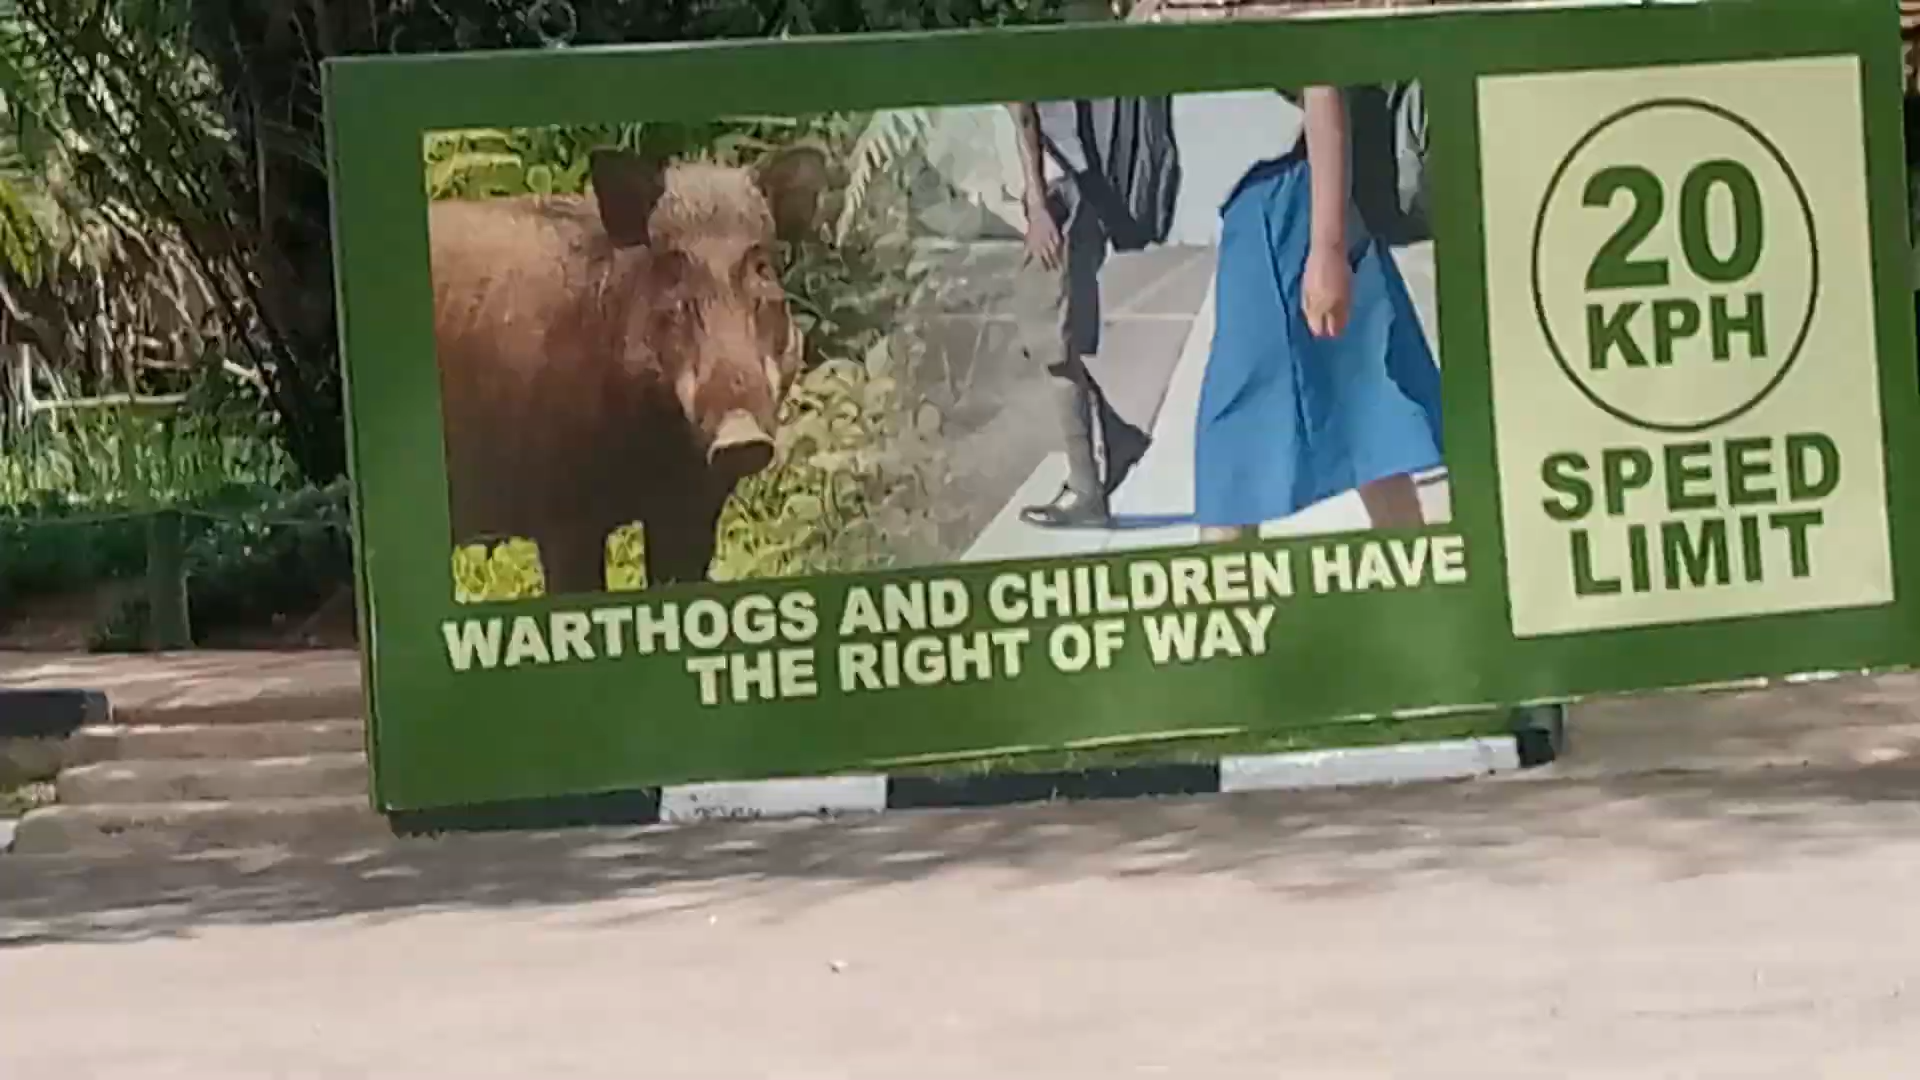 WARTHOGS AND CHILDREN HAVE
THE RIGHT OF WAY
20
KPH
SPEED
LIMIT